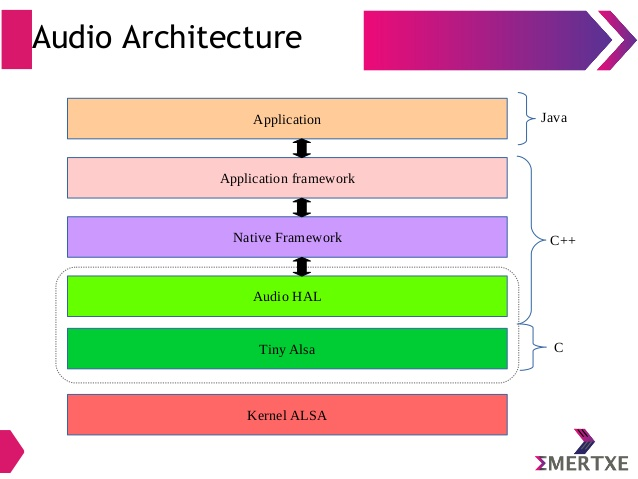 Audio Architecture
Application
Java
Application framework
Native Framework
C++
Audio HAL
Tiny Alsa
C
Kernel ALSA
EMERTXE